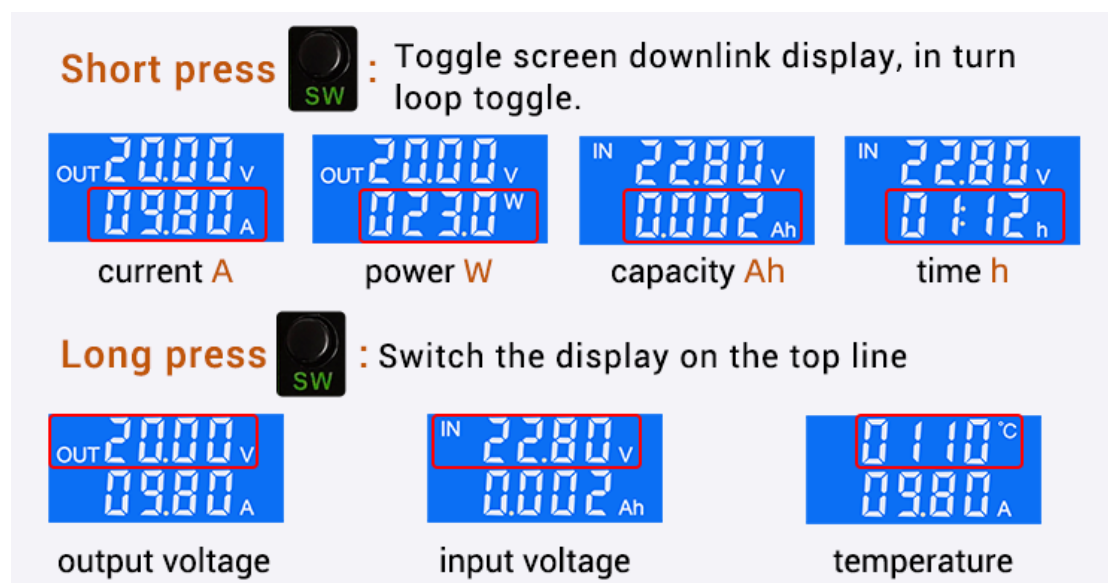 Short press SW : Toggle screen downlink display, in turn
loop toggle.
OUT 20.00 V
09.80 A
OUT 20.00 V
023.0 W
IN 22.80 V
0.002 Ah
IN 22.80 V
01:12 h
current A
power W
capacity Ah
time h
Long press SW : Switch the display on the top line
OUT 20.00 V
09.80 A
IN 22.80 V
0.002 Ah
0110 °C
09.80 A
output voltage
input voltage
temperature